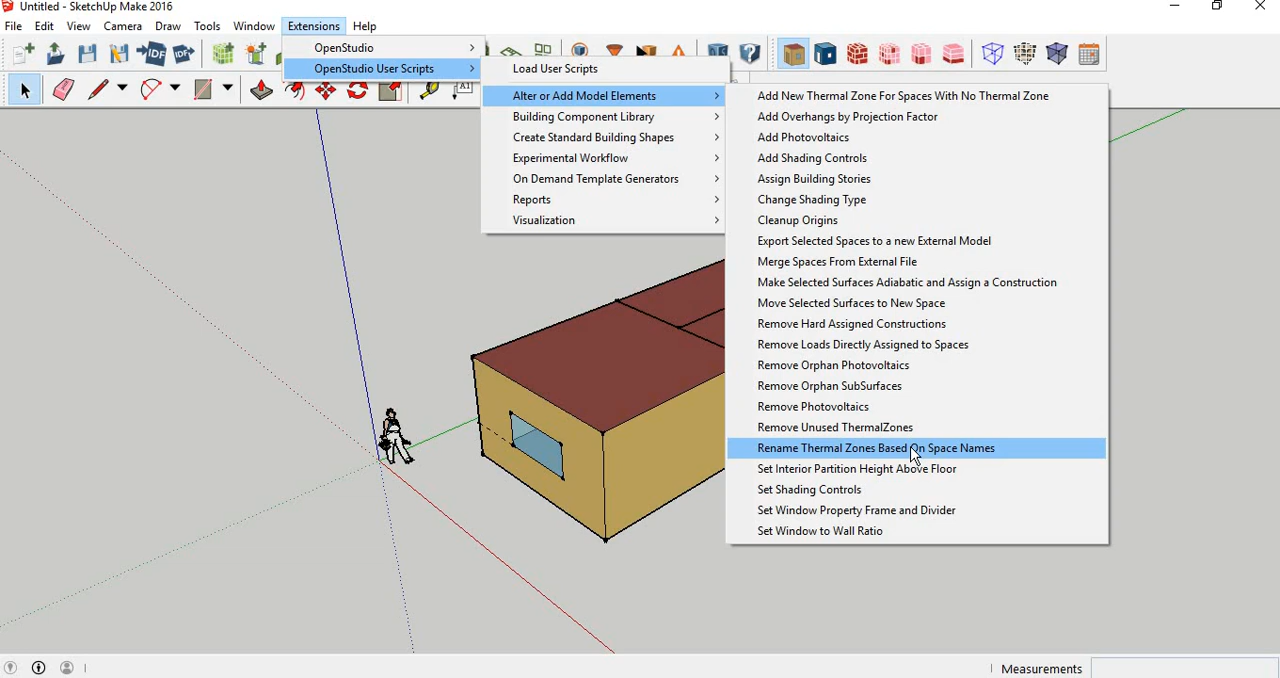 Untitled - SketchUp Make 2016
File Edit View Camera Draw Tools Window Extensions Help
IDF IDF
A1
OpenStudio
OpenStudio User Scripts
Load User Scripts
Alter or Add Model Elements
Building Component Library
Create Standard Building Shapes
Experimental Workflow
On Demand Template Generators
Reports
Visualization
Add New Thermal Zone For Spaces With No Thermal Zone
Add Overhangs by Projection Factor
Add Photovoltaics
Add Shading Controls
Assign Building Stories
Change Shading Type
Cleanup Origins
Export Selected Spaces to a new External Model
Merge Spaces From External File
Make Selected Surfaces Adiabatic and Assign a Construction
Move Selected Surfaces to New Space
Remove Hard Assigned Constructions
Remove Loads Directly Assigned to Spaces
Remove Orphan Photovoltaics
Remove Orphan SubSurfaces
Remove Photovoltaics
Remove Unused ThermalZones
Rename Thermal Zones Based On Space Names
Set Interior Partition Height Above Floor
Set Shading Controls
Set Window Property Frame and Divider
Set Window to Wall Ratio
Measurements